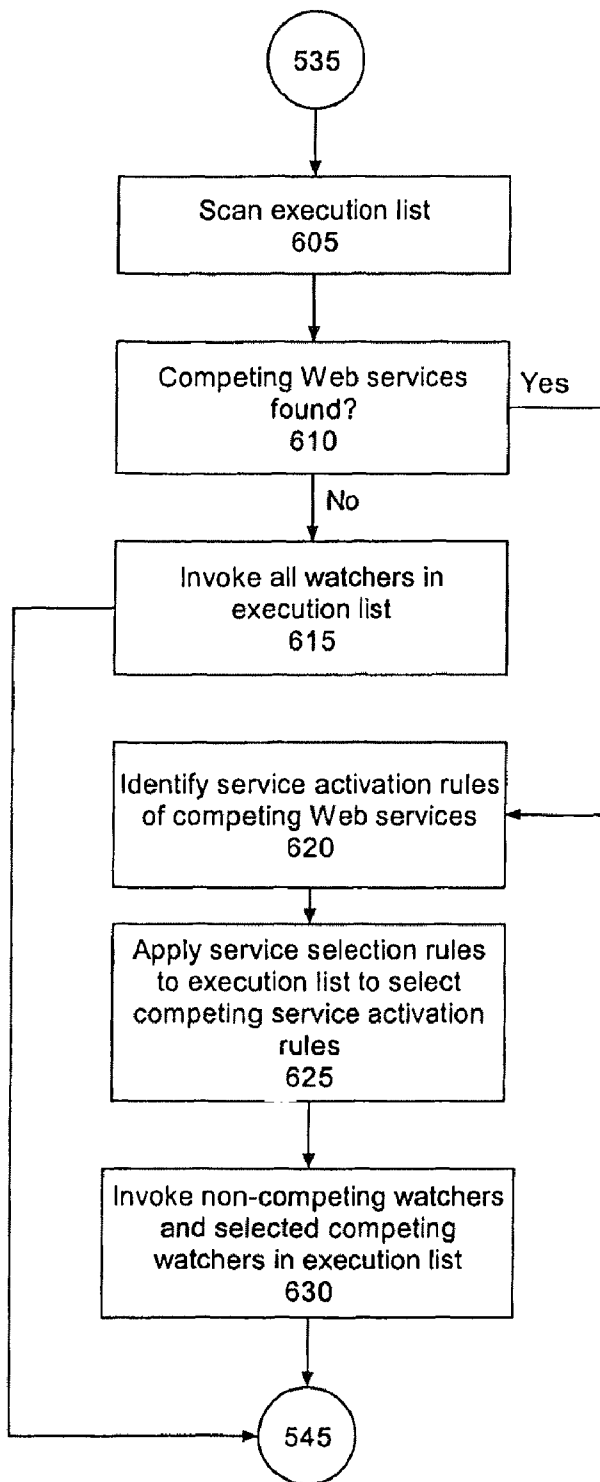 535
Scan execution list
605
Competing Web services
found?
610
Yes
No
Invoke all watchers in
execution list
615
Identify service activation rules
of competing Web services
620
Apply service selection rules
to execution list to select
competing service activation
rules
625
Invoke non-competing watchers
and selected competing
watchers in execution list
630
545